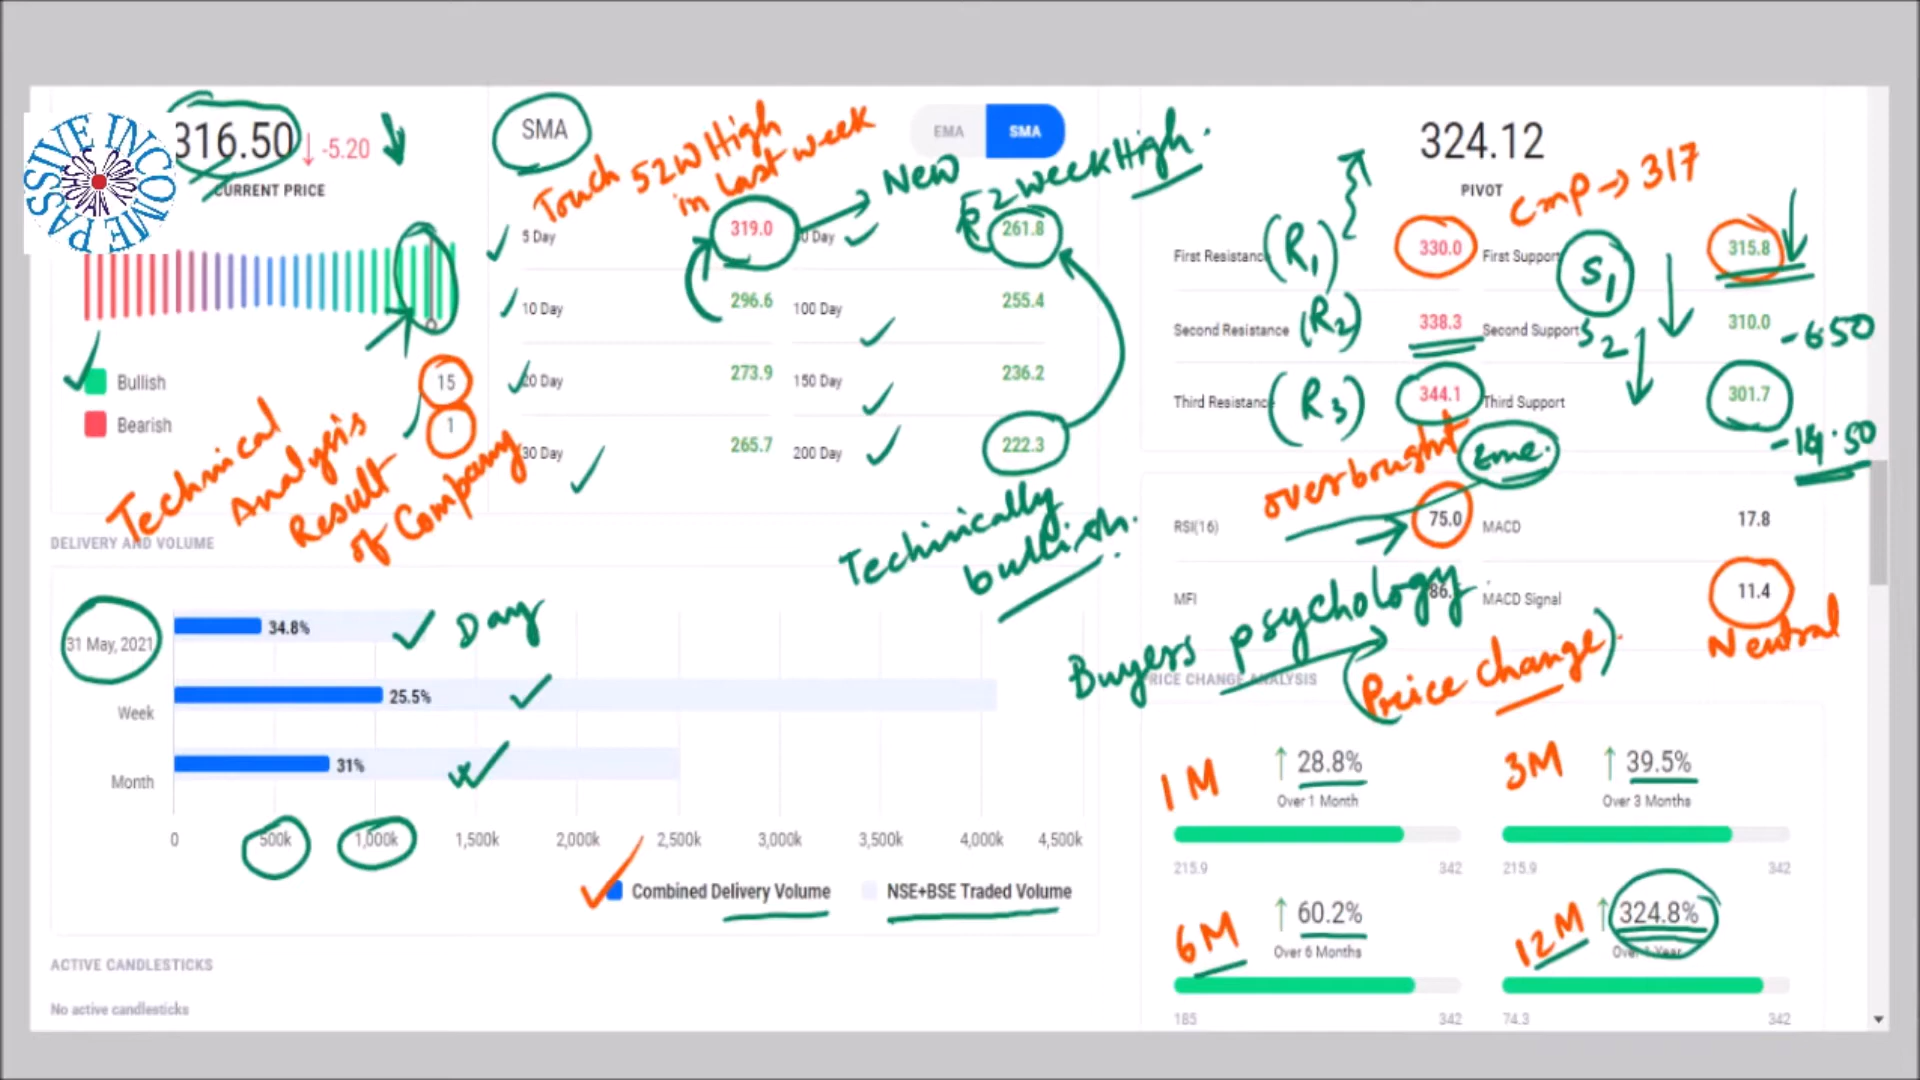 PASSIVE INCOME
316.50 ↓ -5.20
CURRENT PRICE
Bullish 15
Bearish 1
Technical
Analysis
Result
of Company
SMA
EMA SMA
Touch 52W High
in last week
New
52 week High.
5 Day 319.0
0 Day 261.8
10 Day 296.6
100 Day 255.4
20 Day 273.9
150 Day 236.2
30 Day 265.7
200 Day 222.3
Technically
bullish.
324.12
PIVOT
Cmp → 317
First Resistance (R1) 330.0
First Support S1 315.8
Second Resistance (R2) 338.3
Second Support S2 310.0
-6.50
Third Resistance (R3) 344.1
Third Support 301.7
-14.50
overbought
Zone.
RSI(16) 75.0
MACD 17.8
MFI 86.
MACD Signal 11.4
Neutral
Buyers psychology
(Price change).
DELIVERY AND VOLUME
31 May, 2021 34.8% Day
Week 25.5%
Month 31%
0 500k 1,000k 1,500k 2,000k 2,500k 3,000k 3,500k 4,000k 4,500k
Combined Delivery Volume NSE+BSE Traded Volume
ACTIVE CANDLESTICKS
No active candlesticks
RICE CHANGE ANALYSIS
1M ↑ 28.8%
Over 1 Month
215.9 342
3M ↑ 39.5%
Over 3 Months
215.9 342
6M ↑ 60.2%
Over 6 Months
185 342
12M ↑ 324.8%
Over 1 Year
74.3 342